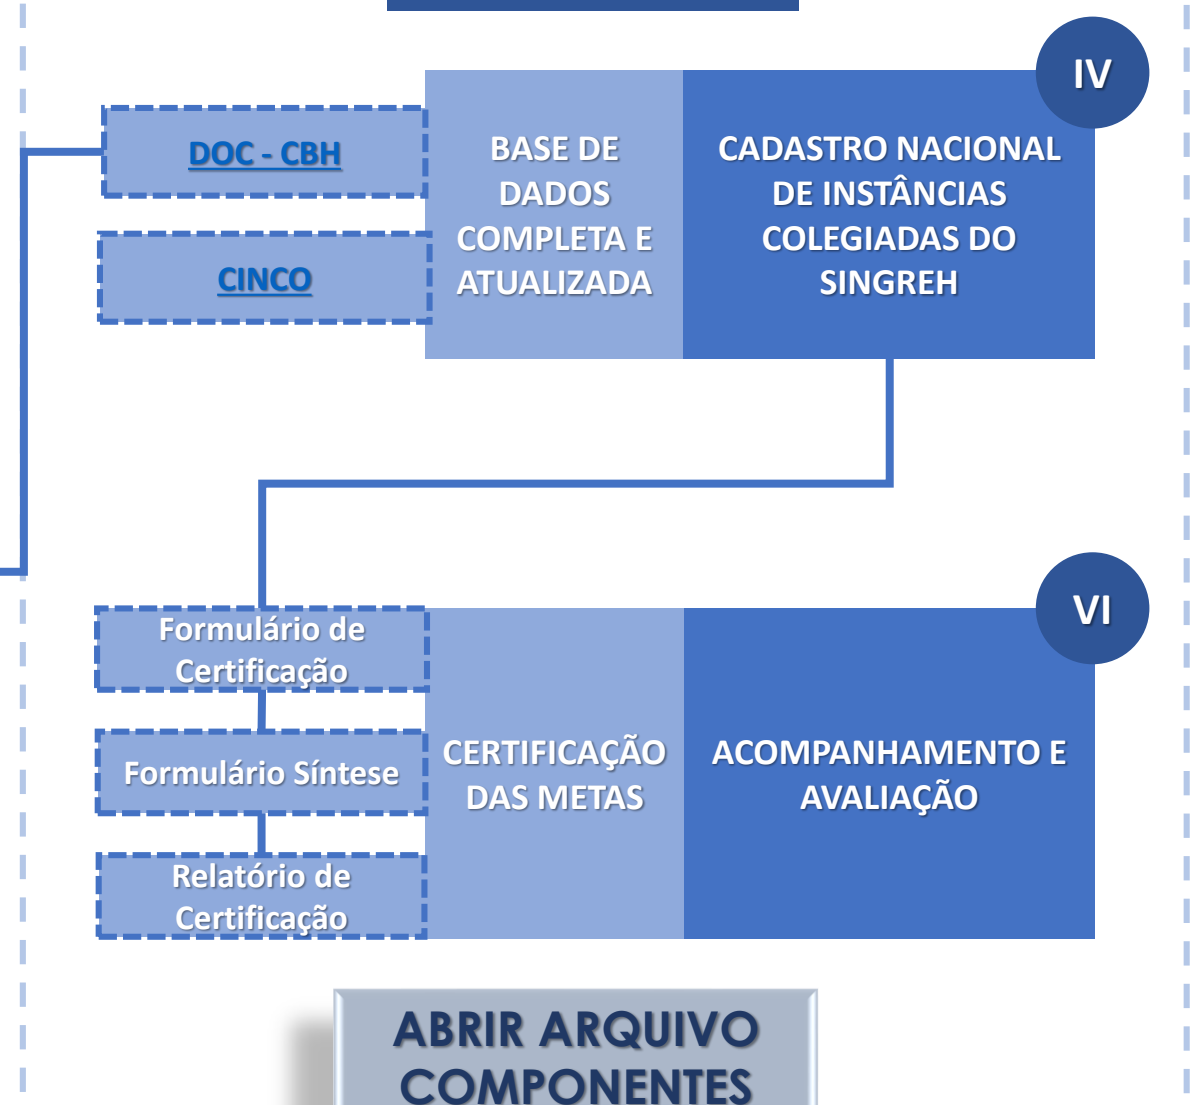 IV
DOC - CBH
CINCO
BASE DE
DADOS
COMPLETA E
ATUALIZADA
CADASTRO NACIONAL
DE INSTÂNCIAS
COLEGIADAS DO
SINGREH
VI
Formulário de
Certificação
Formulário Síntese
Relatório de
Certificação
CERTIFICAÇÃO
DAS METAS
ACOMPANHAMENTO E
AVALIAÇÃO
ABRIR ARQUIVO
COMPONENTES